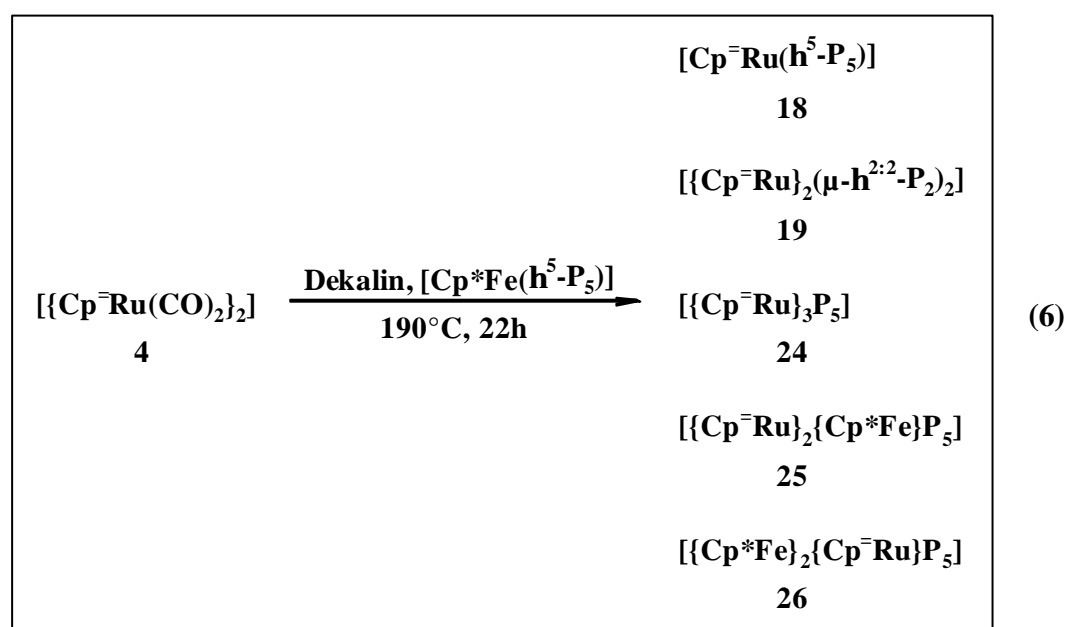 [Cp⁼Ru(h⁵-P₅)]
18
[{Cp⁼Ru}₂(µ-h²:²-P₂)₂]
19
[{Cp⁼Ru(CO)₂}₂]
4
Dekalin, [Cp*Fe(h⁵-P₅)]
190°C, 22h
[{Cp⁼Ru}₃P₅]
24
(6)
[{Cp⁼Ru}₂{Cp*Fe}P₅]
25
[{Cp*Fe}₂{Cp⁼Ru}P₅]
26